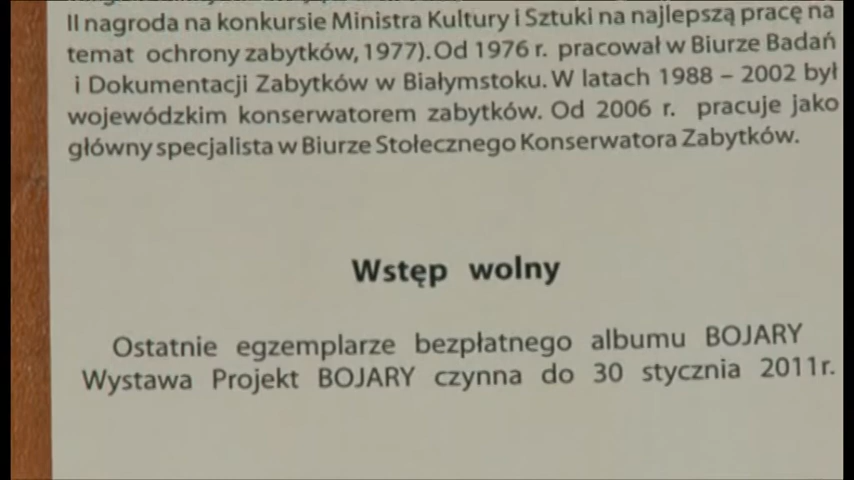 II nagroda na konkursie Ministra Kultury i Sztuki na najlepszą pracę na
temat ochrony zabytków, 1977). Od 1976 r. pracował w Biurze Badań
i Dokumentacji Zabytków w Białymstoku. W latach 1988 – 2002 był
wojewódzkim konserwatorem zabytków. Od 2006 r. pracuje jako
główny specjalista w Biurze Stołecznego Konserwatora Zabytków.
Wstęp wolny
Ostatnie egzemplarze bezpłatnego albumu BOJARY
Wystawa Projekt BOJARY czynna do 30 stycznia 2011r.